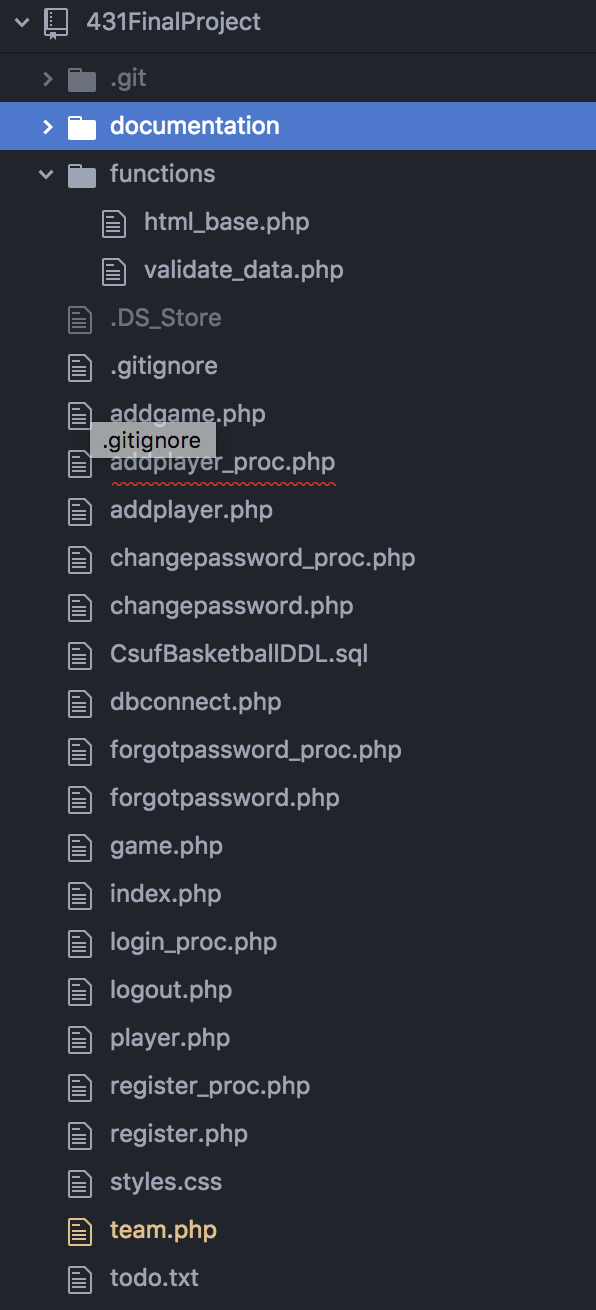 431FinalProject
.git
documentation
functions
html_base.php
validate_data.php
.DS_Store
.gitignore
addgame.php
.gitignore
addplayer_proc.php
addplayer.php
changepassword_proc.php
changepassword.php
CsufBasketballDDL.sql
dbconnect.php
forgotpassword_proc.php
forgotpassword.php
game.php
index.php
login_proc.php
logout.php
player.php
register_proc.php
register.php
styles.css
team.php
todo.txt